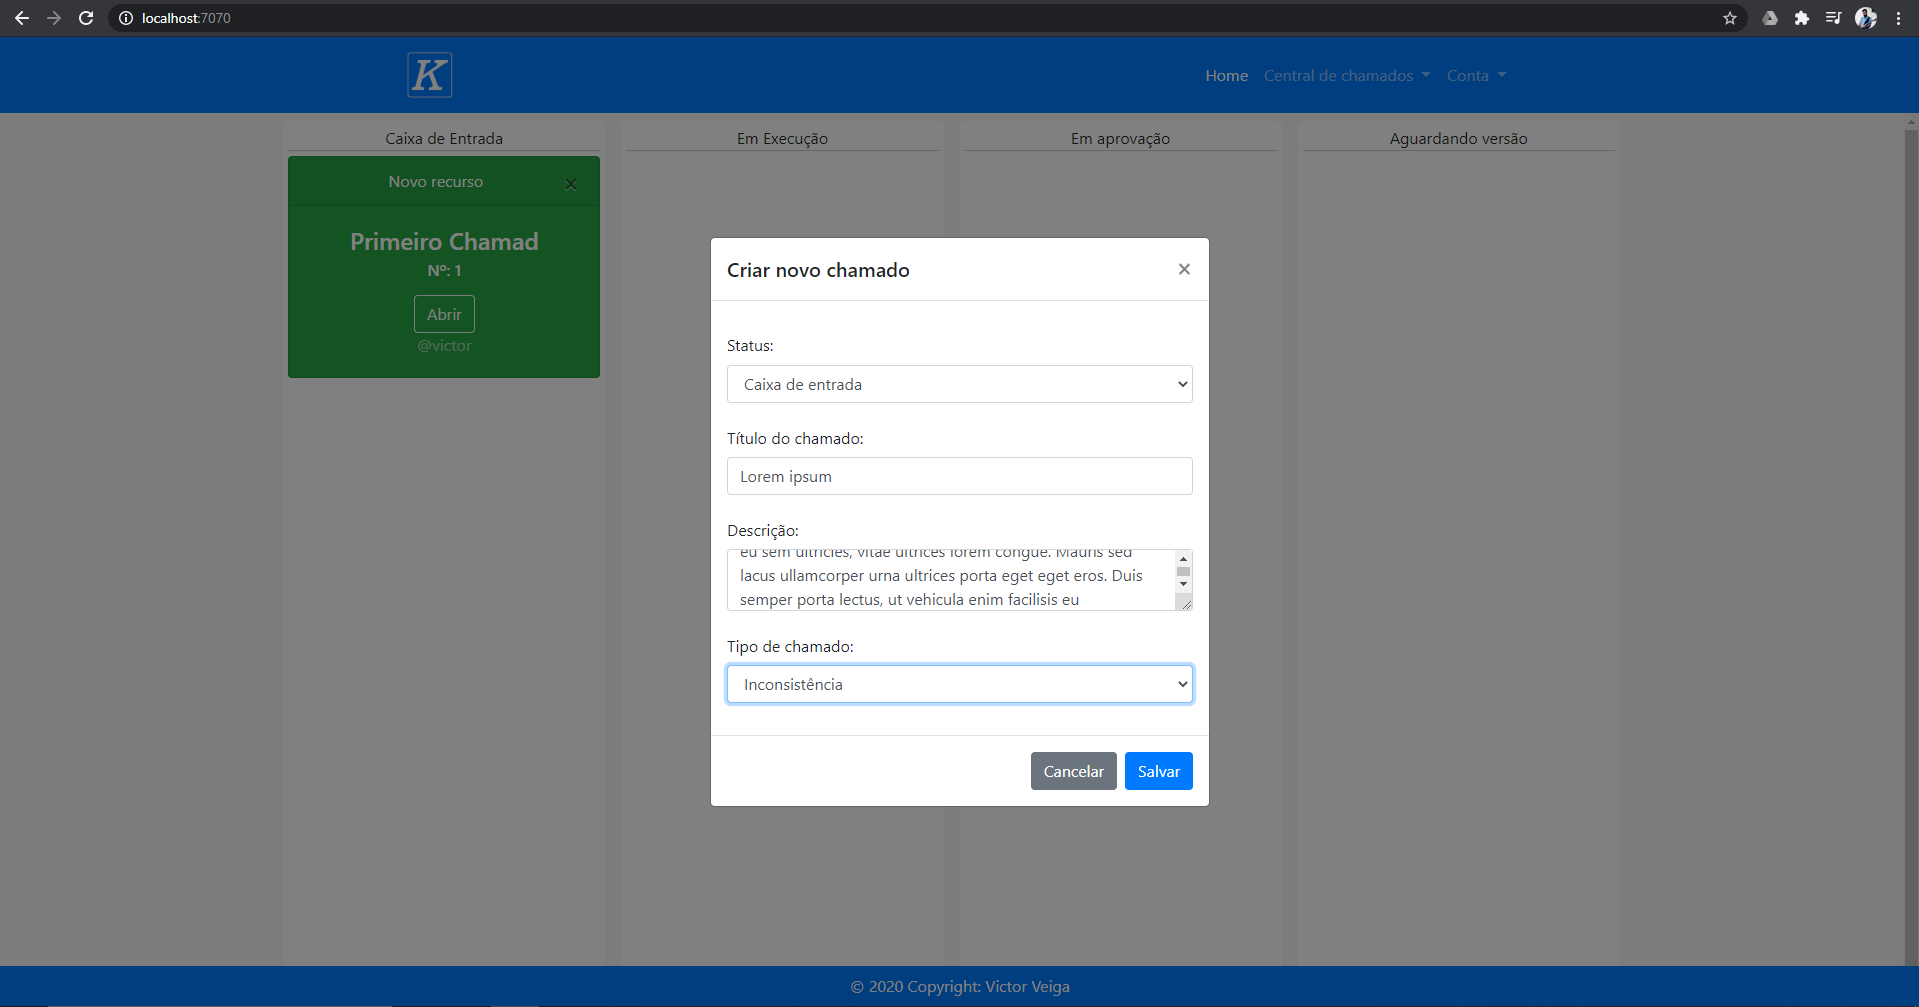 localhost:7070
K
Home Central de chamados Conta
Caixa de Entrada
Em Execução
Em aprovação
Aguardando versão
Novo recurso
×
Primeiro Chamad
Nº: 1
Abrir
@victor
Criar novo chamado
×
Status:
Caixa de entrada
Título do chamado:
Lorem ipsum
Descrição:
eu sem ultricies, vitae ultrices lorem congue. Mauris sed
lacus ullamcorper urna ultrices porta eget eget eros. Duis
semper porta lectus, ut vehicula enim facilisis eu
Tipo de chamado:
Inconsistência
Cancelar Salvar
© 2020 Copyright: Victor Veiga